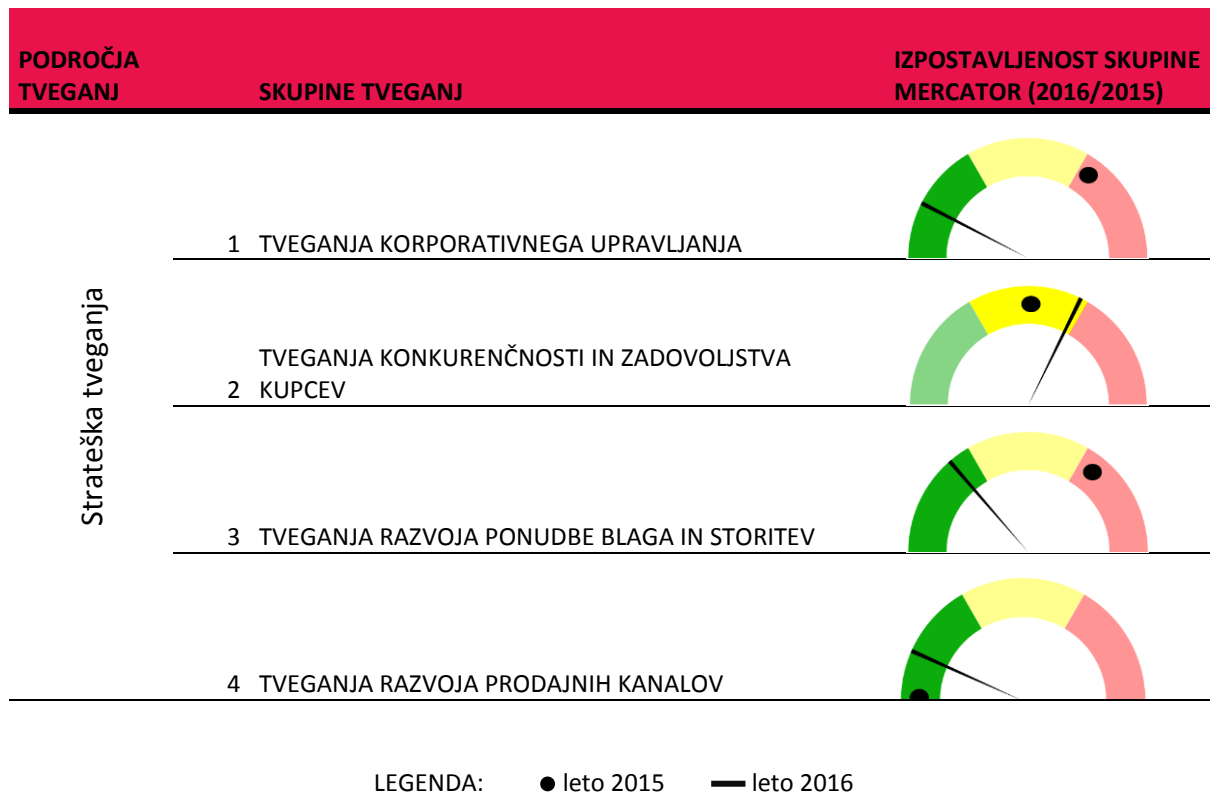 PODROČJA
TVEGANJ
SKUPINE TVEGANJ
IZPOSTAVLJENOST SKUPINE
MERCATOR (2016/2015)
Strateška tveganja
1 TVEGANJA KORPORATIVNEGA UPRAVLJANJA
TVEGANJA KONKURENČNOSTI IN ZADOVOLJSTVA
2 KUPCEV
3 TVEGANJA RAZVOJA PONUDBE BLAGA IN STORITEV
4 TVEGANJA RAZVOJA PRODAJNIH KANALOV
LEGENDA: leto 2015 leto 2016